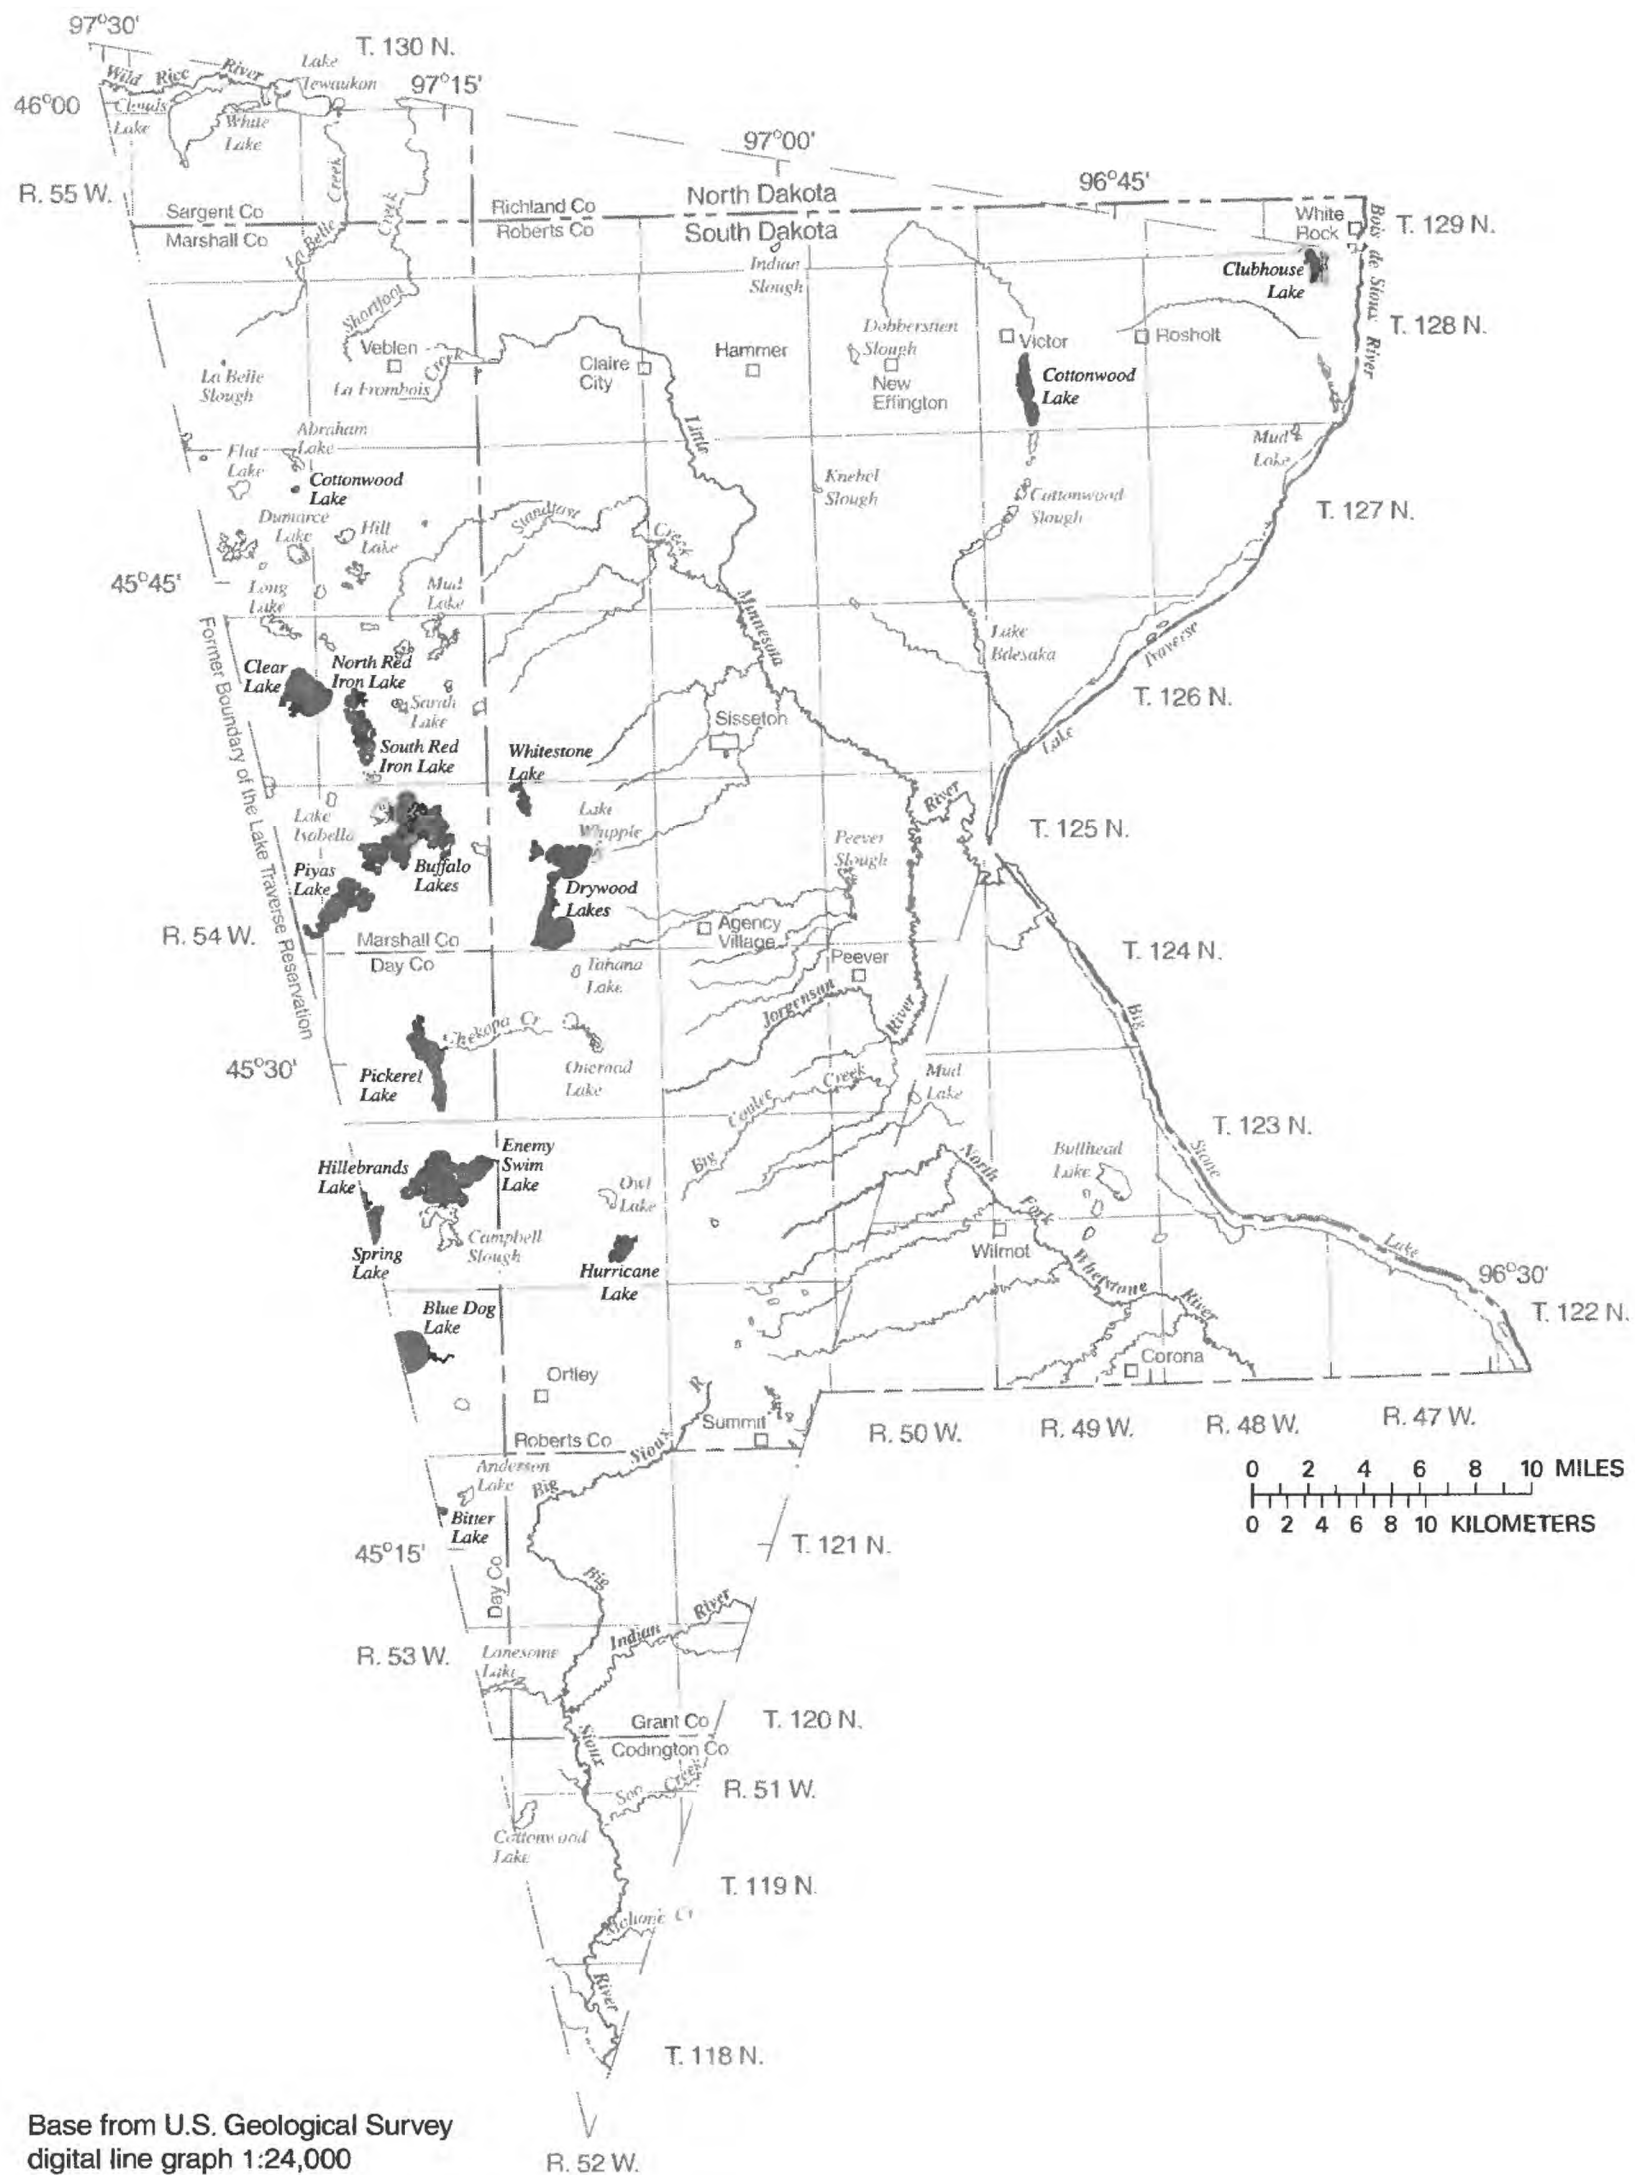 97°30'
T. 130 N.
Wild Rice River
Lake
Tewaukon
97°15'
46°00
Clouds
Lake
White
Lake
Creek
97°00'
96°45'
R. 55 W.
Sargent Co
Marshall Co
La Belle
Creek
Richland Co
Roberts Co
North Dakota
South Dakota
Indian
Slough
White
Rock
T. 129 N.
Bois de Sioux River
Clubhouse
Lake
T. 128 N.
Shortfoot
Veblen
La Frombois
Creek
La Belle
Slough
Claire
City
Hammer
Dobberstien
Slough
New
Effington
Victor
Rosholt
Cottonwood
Lake
Little
Abraham
Lake
Flat
Lake
Cottonwood
Lake
Mud
Lake
Knebel
Slough
Cottonwood
Slough
T. 127 N.
Dumarce
Lake
Hill
Lake
Standfast
Creek
45°45'
Long
Lake
Mud
Lake
Minnesota
Lake
Bdesaka
Traverse
Former Boundary of the Lake Traverse Reservation
Clear
Lake
North Red
Iron Lake
Sarah
Lake
T. 126 N.
Sisseton
Lake
South Red
Iron Lake
Whitestone
Lake
River
Lake
Isabella
Lake
Whipple
Peever
Slough
T. 125 N.
Piyas
Lake
Buffalo
Lakes
Drywood
Lakes
Agency
Village
R. 54 W.
Marshall Co
Day Co
Tahana
Lake
Peever
T. 124 N.
Jorgenson
River
Big
Chekapa Cr
45°30'
Pickerel
Lake
Oneroad
Lake
Coulee
Creek
Mud
Lake
T. 123 N.
Enemy
Swim
Lake
Hillebrands
Lake
Big
North
Bullhead
Lake
Stone
Owl
Lake
Fork
Campbell
Slough
Spring
Lake
Hurricane
Lake
Wilmot
Whetstone
River
Lake
96°30'
Blue Dog
Lake
T. 122 N.
Corona
Ortley
R
Summit
R. 50 W.
R. 49 W.
R. 48 W.
R. 47 W.
Roberts Co
Sioux
Anderson
Lake
Big
0 2 4 6 8 10 MILES
0 2 4 6 8 10 KILOMETERS
Bitter
Lake
45°15'
T. 121 N.
Day Co
Big
Indian River
R. 53 W.
Lonesome
Lake
Grant Co
Codington Co
T. 120 N.
Sioux
Soo Creek
R. 51 W.
Cottonwood
Lake
T. 119 N.
Cr
River
T. 118 N.
Base from U.S. Geological Survey
digital line graph 1:24,000
R. 52 W.